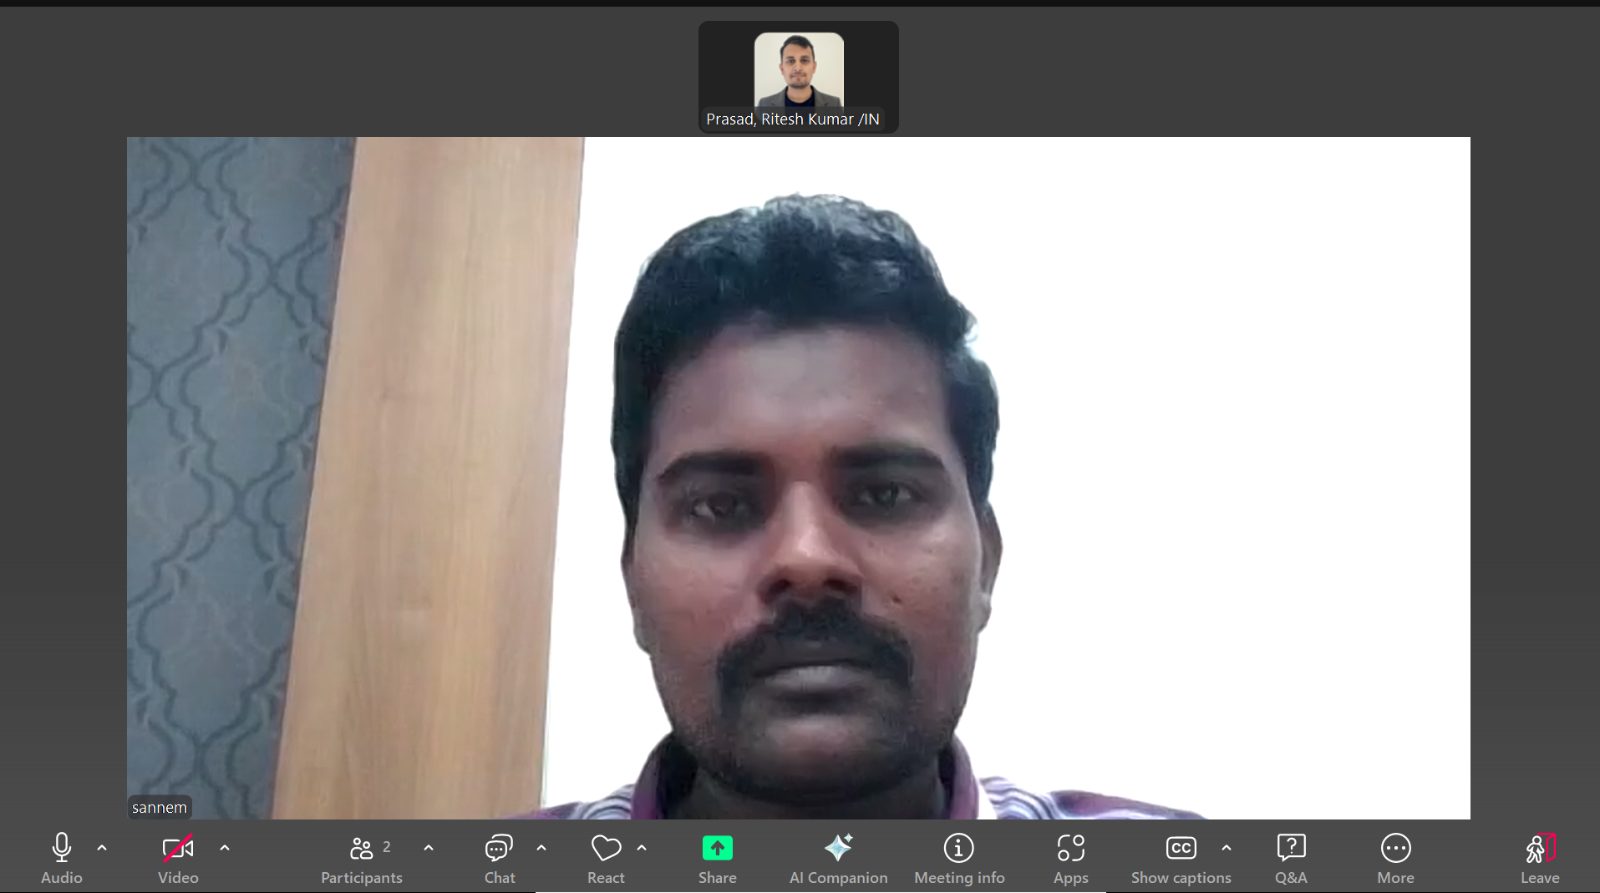 Prasad, Ritesh Kumar /IN
sannem
Audio
Video
Participants
2
Chat
React
Share
AI Companion
Meeting info
Apps
CC
Show captions
Q&A
More
Leave